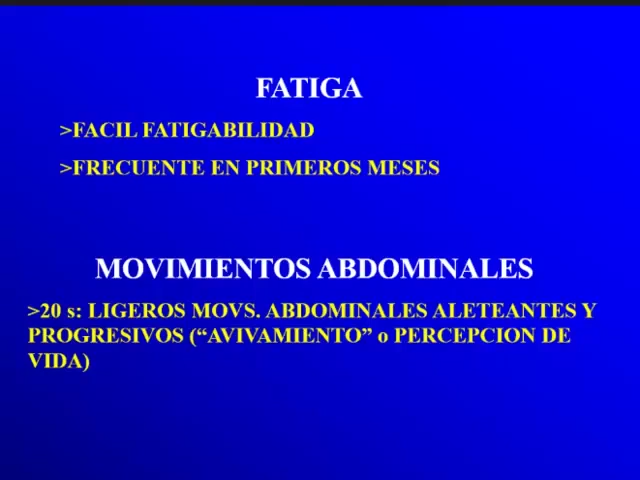 FATIGA
>FACIL FATIGABILIDAD
>FRECUENTE EN PRIMEROS MESES
MOVIMIENTOS ABDOMINALES
>20 s: LIGEROS MOVS. ABDOMINALES ALETEANTES Y
PROGRESIVOS (“AVIVAMIENTO” o PERCEPCION DE
VIDA)